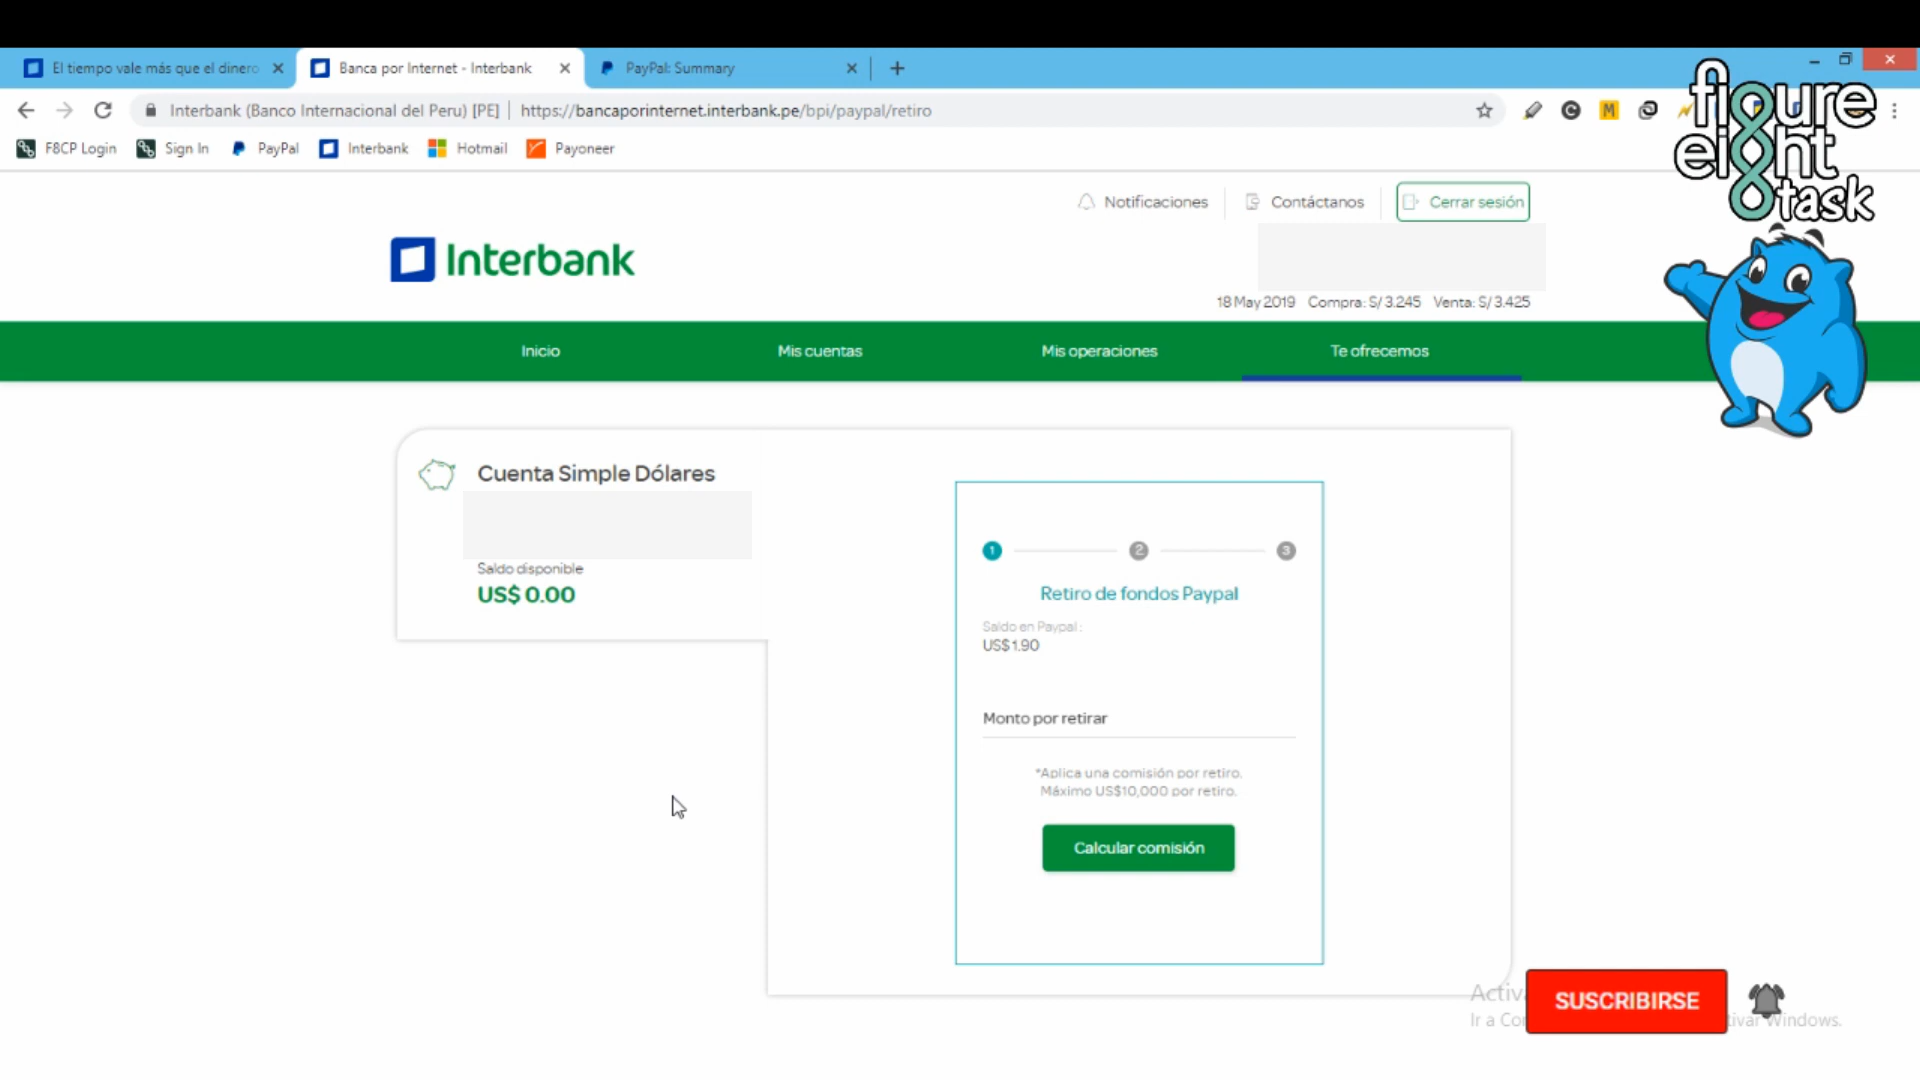 El tiempo vale más que el dinero
Banca por Internet - Interbank
PayPal: Summary
Interbank (Banco Internacional del Peru) [PE] | https://bancaporinternet.interbank.pe/bpi/paypal/retiro
F8CP Login
Sign In
PayPal
Interbank
Hotmail
Payoneer
figure
eight
task
Notificaciones
Contáctanos
Cerrar sesión
Interbank
18 May 2019 Compra: S/ 3.245 Venta: S/ 3.425
Inicio
Mis cuentas
Mis operaciones
Te ofrecemos
Cuenta Simple Dólares
Saldo disponible
US$ 0.00
1
2
3
Retiro de fondos Paypal
Saldo en Paypal :
US$ 1.90
Monto por retirar
*Aplica una comisión por retiro.
Máximo US$10,000 por retiro.
Calcular comisión
SUSCRIBIRSE
Windows.